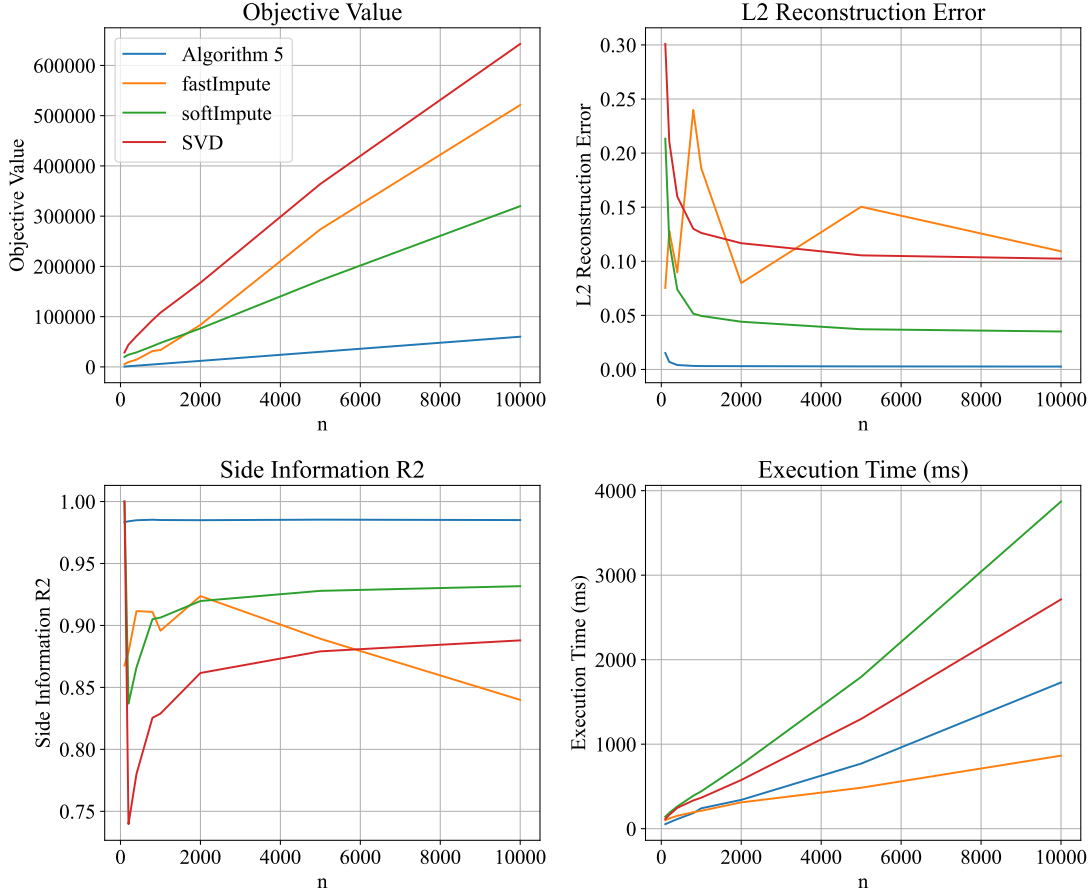 Objective Value
Objective Value
600000
500000
400000
300000
200000
100000
0
Algorithm 5
fastImpute
softImpute
SVD
0 2000 4000 6000 8000 10000
n
L2 Reconstruction Error
L2 Reconstruction Error
0.30
0.25
0.20
0.15
0.10
0.05
0.00
0 2000 4000 6000 8000 10000
n
Side Information R2
Side Information R2
1.00
0.95
0.90
0.85
0.80
0.75
0 2000 4000 6000 8000 10000
n
Execution Time (ms)
Execution Time (ms)
4000
3000
2000
1000
0
0 2000 4000 6000 8000 10000
n